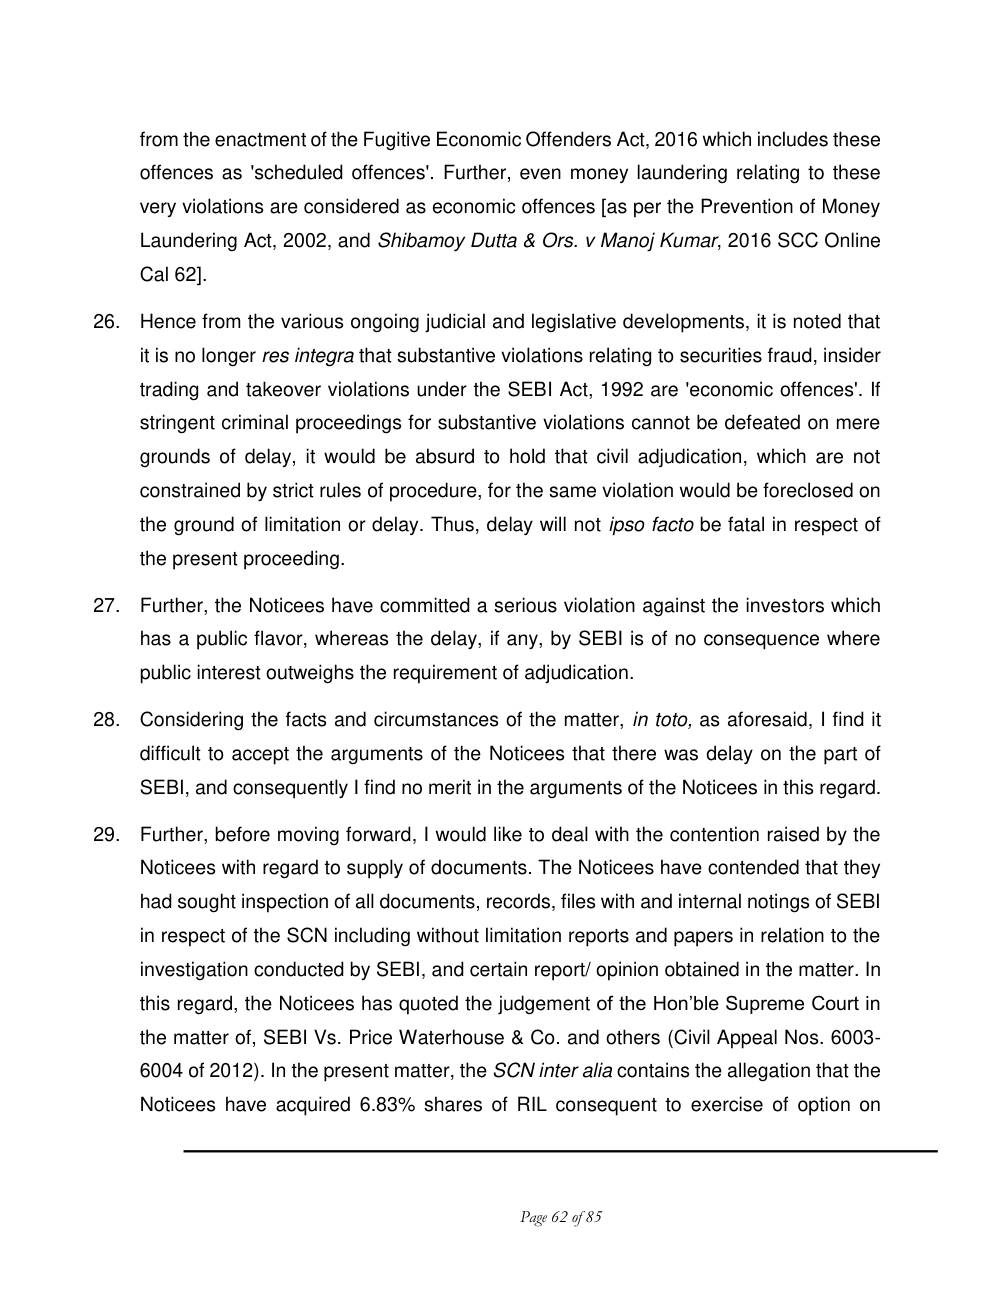 from the enactment of the Fugitive Economic Offenders Act, 2016 which includes these
offences as 'scheduled offences'. Further, even money laundering relating to these
very violations are considered as economic offences [as per the Prevention of Money
Laundering Act, 2002, and Shibamoy Dutta & Ors. v Manoj Kumar, 2016 SCC Online
Cal 62].
26. Hence from the various ongoing judicial and legislative developments, it is noted that
it is no longer res integra that substantive violations relating to securities fraud, insider
trading and takeover violations under the SEBI Act, 1992 are 'economic offences'. If
stringent criminal proceedings for substantive violations cannot be defeated on mere
grounds of delay, it would be absurd to hold that civil adjudication, which are not
constrained by strict rules of procedure, for the same violation would be foreclosed on
the ground of limitation or delay. Thus, delay will not ipso facto be fatal in respect of
the present proceeding.
27. Further, the Noticees have committed a serious violation against the investors which
has a public flavor, whereas the delay, if any, by SEBI is of no consequence where
public interest outweighs the requirement of adjudication.
28. Considering the facts and circumstances of the matter, in toto, as aforesaid, I find it
difficult to accept the arguments of the Noticees that there was delay on the part of
SEBI, and consequently I find no merit in the arguments of the Noticees in this regard.
29. Further, before moving forward, I would like to deal with the contention raised by the
Noticees with regard to supply of documents. The Noticees have contended that they
had sought inspection of all documents, records, files with and internal notings of SEBI
in respect of the SCN including without limitation reports and papers in relation to the
investigation conducted by SEBI, and certain report/ opinion obtained in the matter. In
this regard, the Noticees has quoted the judgement of the Hon’ble Supreme Court in
the matter of, SEBI Vs. Price Waterhouse & Co. and others (Civil Appeal Nos. 6003-
6004 of 2012). In the present matter, the SCN inter alia contains the allegation that the
Noticees have acquired 6.83% shares of RIL consequent to exercise of option on
Page 62 of 85